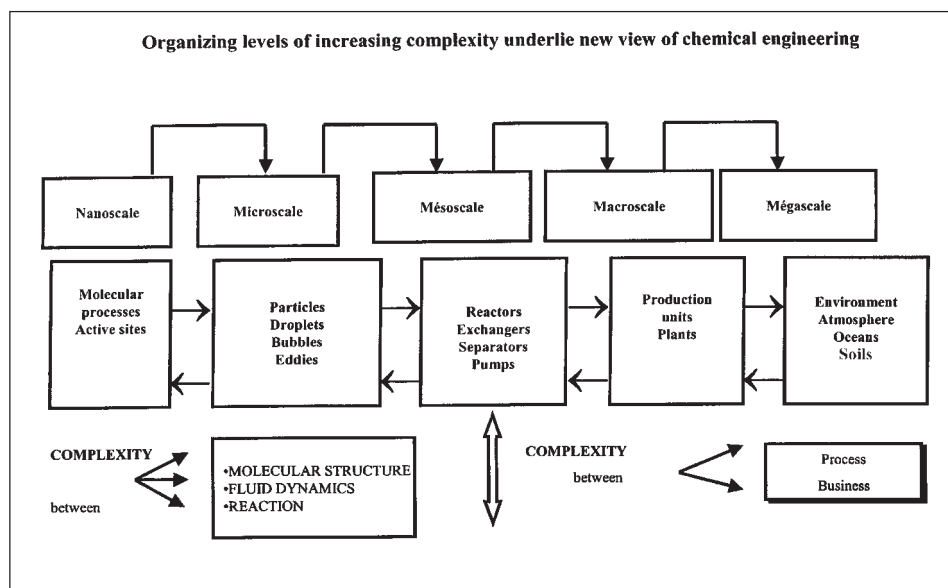 Organizing levels of increasing complexity underlie new view of chemical engineering
Nanoscale
Microscale
Mésoscale
Macroscale
Mégascale
Molecular
processes
Active sites
Particles
Droplets
Bubbles
Eddies
Reactors
Exchangers
Separators
Pumps
Production
units
Plants
Environment
Atmosphere
Oceans
Soils
COMPLEXITY
between
•MOLECULAR STRUCTURE
•FLUID DYNAMICS
•REACTION
COMPLEXITY
between
Process
Business